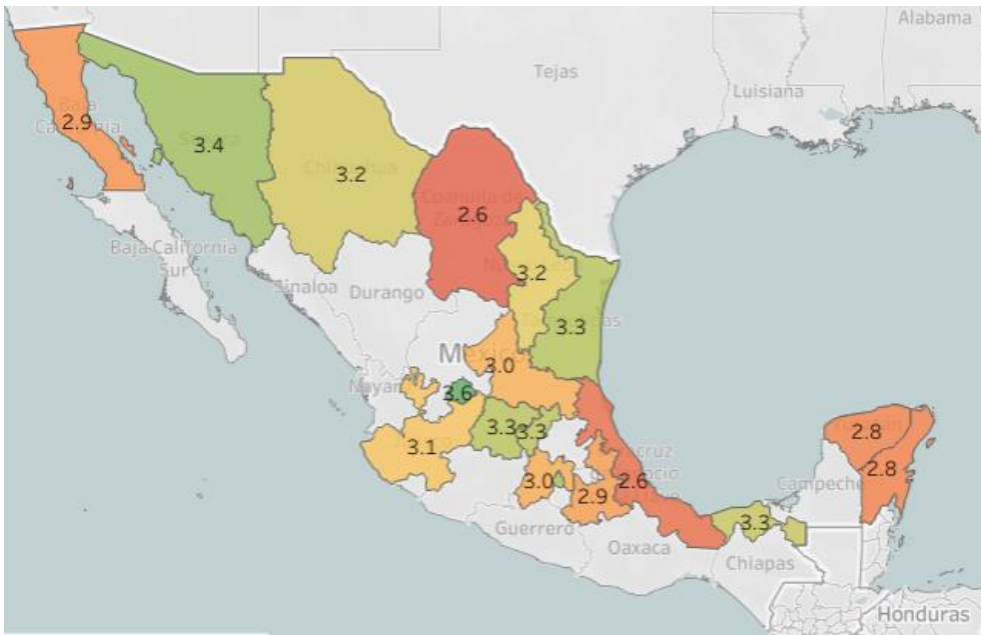 Alabama
Tejas
Luisiana
2.9
3.4
3.2
2.6
3.2
3.3
Baja California
Sur
Sinaloa
Durango
3.0
3.6
3.1
3.3
3.3
2.8
2.8
Campeche
3.0
2.9
2.6
3.3
Guerrero
Oaxaca
Chiapas
Honduras